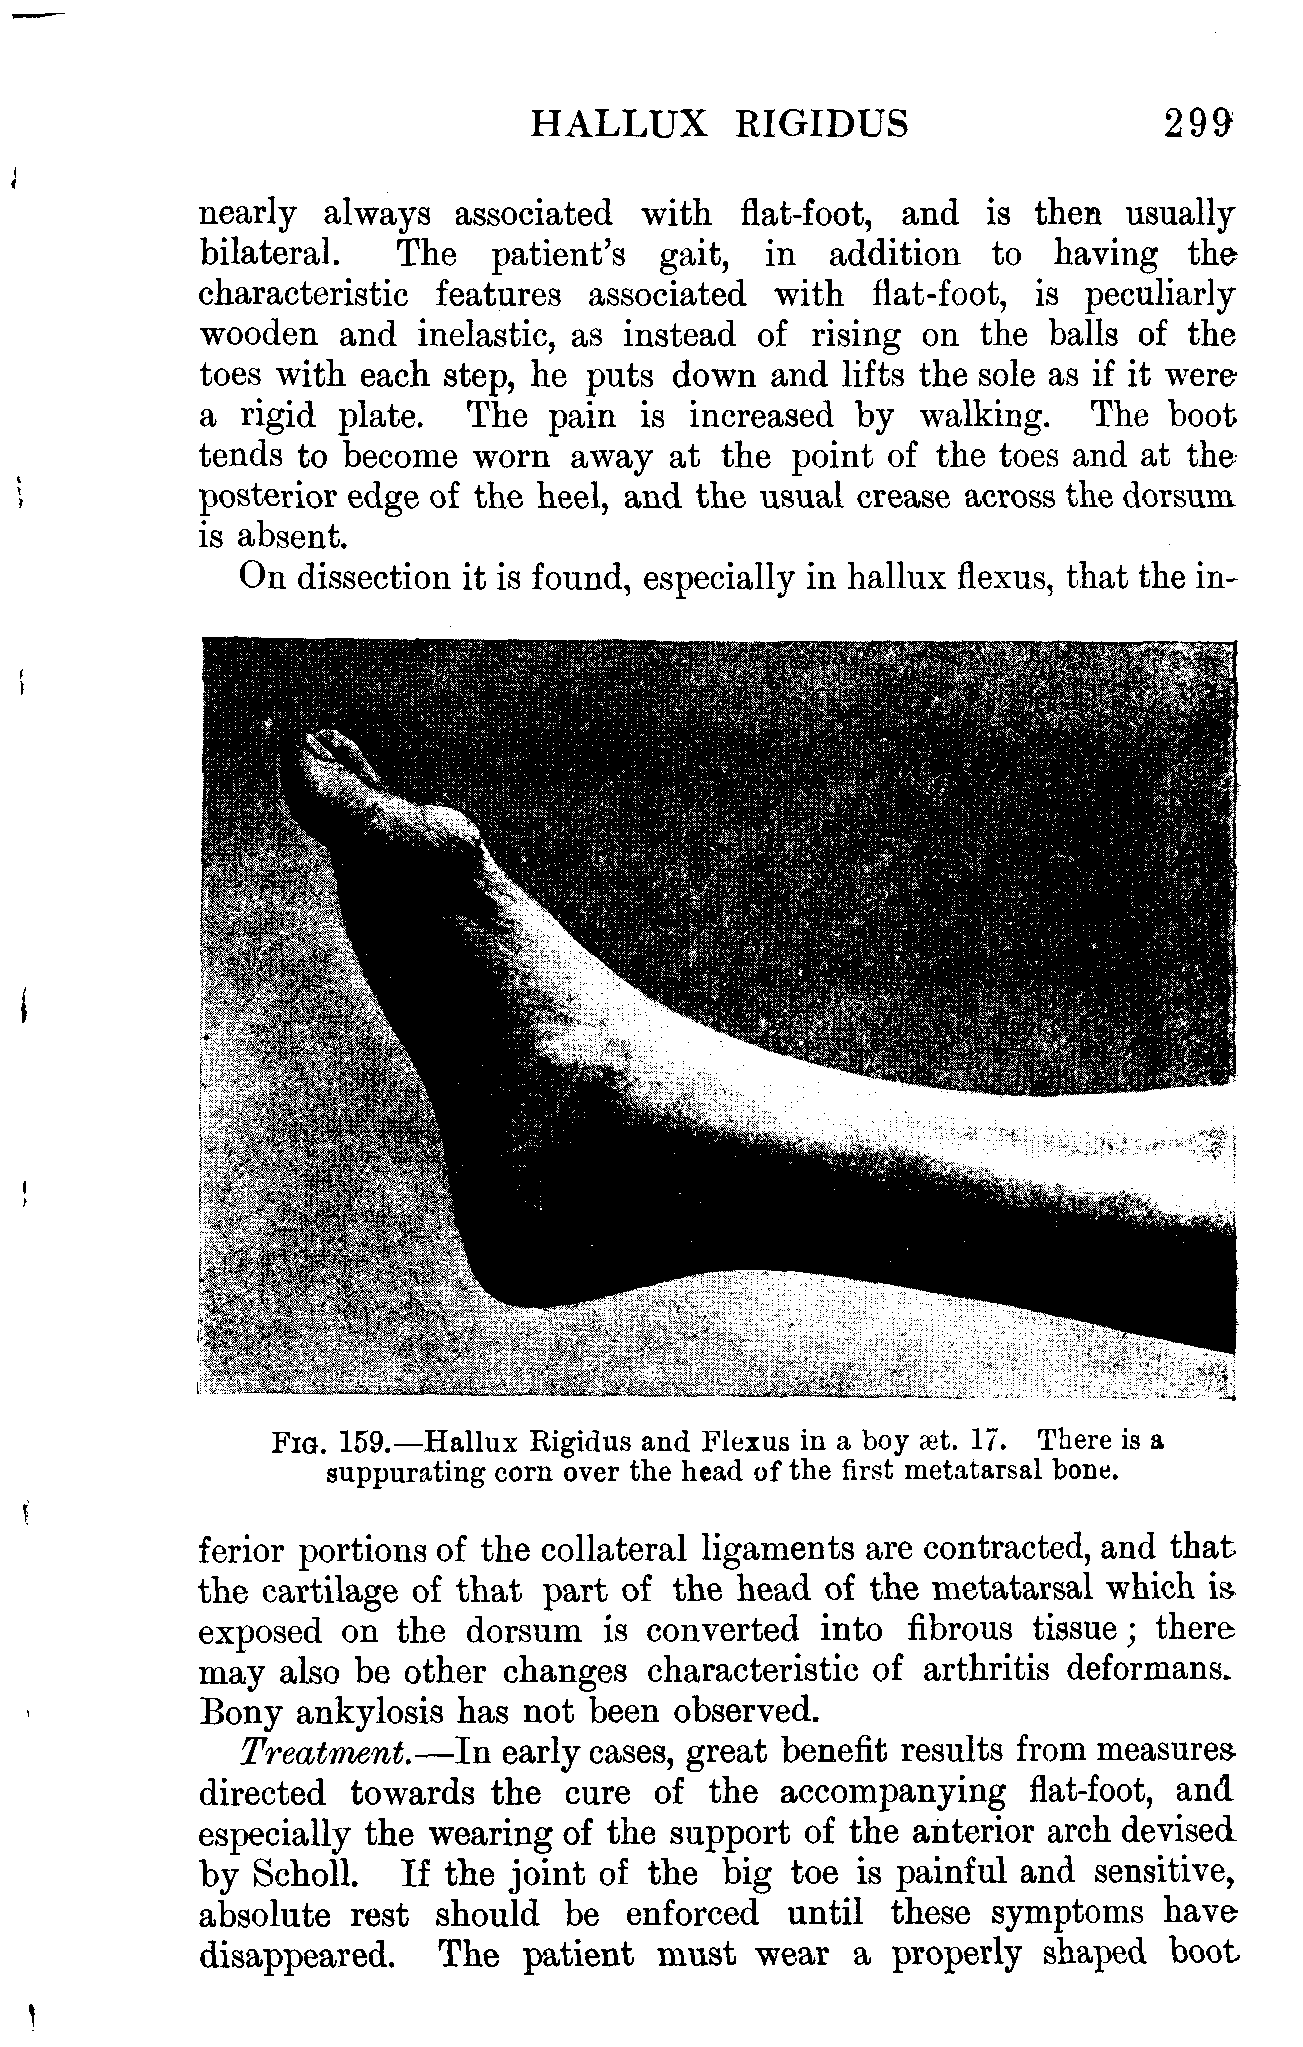 HALLUX RIGIDUS 299
nearly always associated with flat-foot, and is then usually
bilateral. The patient's gait, in addition to having the
characteristic features associated with flat-foot, is peculiarly
wooden and inelastic, as instead of rising on the balls of the
toes with each step, he puts down and lifts the sole as if it were
a rigid plate. The pain is increased by walking. The boot
tends to become worn away at the point of the toes and at the
posterior edge of the heel, and the usual crease across the dorsum
is absent.
On dissection it is found, especially in hallux flexus, that the in-
FIG. 159.—Hallux Rigidus and Flexus in a boy æt. 17. There is a
suppurating corn over the head of the first metatarsal bone.
ferior portions of the collateral ligaments are contracted, and that
the cartilage of that part of the head of the metatarsal which is
exposed on the dorsum is converted into fibrous tissue; there
may also be other changes characteristic of arthritis deformans.
Bony ankylosis has not been observed.
Treatment.—In early cases, great benefit results from measures
directed towards the cure of the accompanying flat-foot, and
especially the wearing of the support of the anterior arch devised
by Scholl. If the joint of the big toe is painful and sensitive,
absolute rest should be enforced until these symptoms have
disappeared. The patient must wear a properly shaped boot